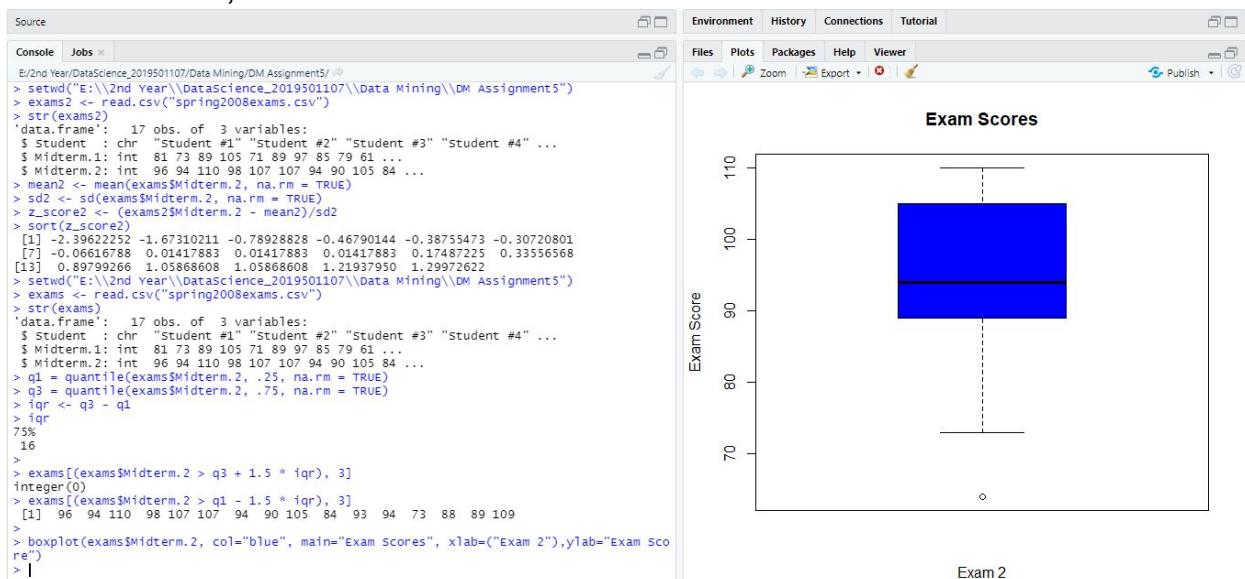 Source
Console Jobs ×
E:/2nd Year/DataScience_2019501107/Data Mining/DM Assignment5/
> setwd("E:\\2nd Year\\DataScience_2019501107\\Data Mining\\DM Assignment5")
> exams2 <- read.csv("spring2008exams.csv")
> str(exams2)
'data.frame': 17 obs. of 3 variables:
$ Student : chr "Student #1" "Student #2" "Student #3" "Student #4" ...
$ Midterm.1: int 81 73 89 105 71 89 97 85 79 61 ...
$ Midterm.2: int 96 94 110 98 107 107 94 90 105 84 ...
> mean2 <- mean(exams$Midterm.2, na.rm = TRUE)
> sd2 <- sd(exams$Midterm.2, na.rm = TRUE)
> z_score2 <- (exams2$Midterm.2 - mean2)/sd2
> sort(z_score2)
[1] -2.39622252 -1.67310211 -0.78928828 -0.46790144 -0.38755473 -0.30720801
[7] -0.06616788 0.01417883 0.01417883 0.01417883 0.17487225 0.33556568
[13] 0.89799266 1.05868608 1.05868608 1.21937950 1.29972622
> setwd("E:\\2nd Year\\DataScience_2019501107\\Data Mining\\DM Assignment5")
> exams <- read.csv("spring2008exams.csv")
> str(exams)
'data.frame': 17 obs. of 3 variables:
$ Student : chr "Student #1" "Student #2" "Student #3" "Student #4" ...
$ Midterm.1: int 81 73 89 105 71 89 97 85 79 61 ...
$ Midterm.2: int 96 94 110 98 107 107 94 90 105 84 ...
> q1 = quantile(exams$Midterm.2, .25, na.rm = TRUE)
> q3 = quantile(exams$Midterm.2, .75, na.rm = TRUE)
> iqr <- q3 - q1
> iqr
75%
16
>
> exams[(exams$Midterm.2 > q3 + 1.5 * iqr), 3]
integer(0)
> exams[(exams$Midterm.2 > q1 - 1.5 * iqr), 3]
[1] 96 94 110 98 107 107 94 90 105 84 93 94 73 88 89 109
>
> boxplot(exams$Midterm.2, col="blue", main="Exam Scores", xlab=("Exam 2"),ylab="Exam Sco
re")
>
Environment History Connections Tutorial
Files Plots Packages Help Viewer
Zoom Export Publish
Exam Scores
110
100
90
80
70
Exam Score
Exam 2